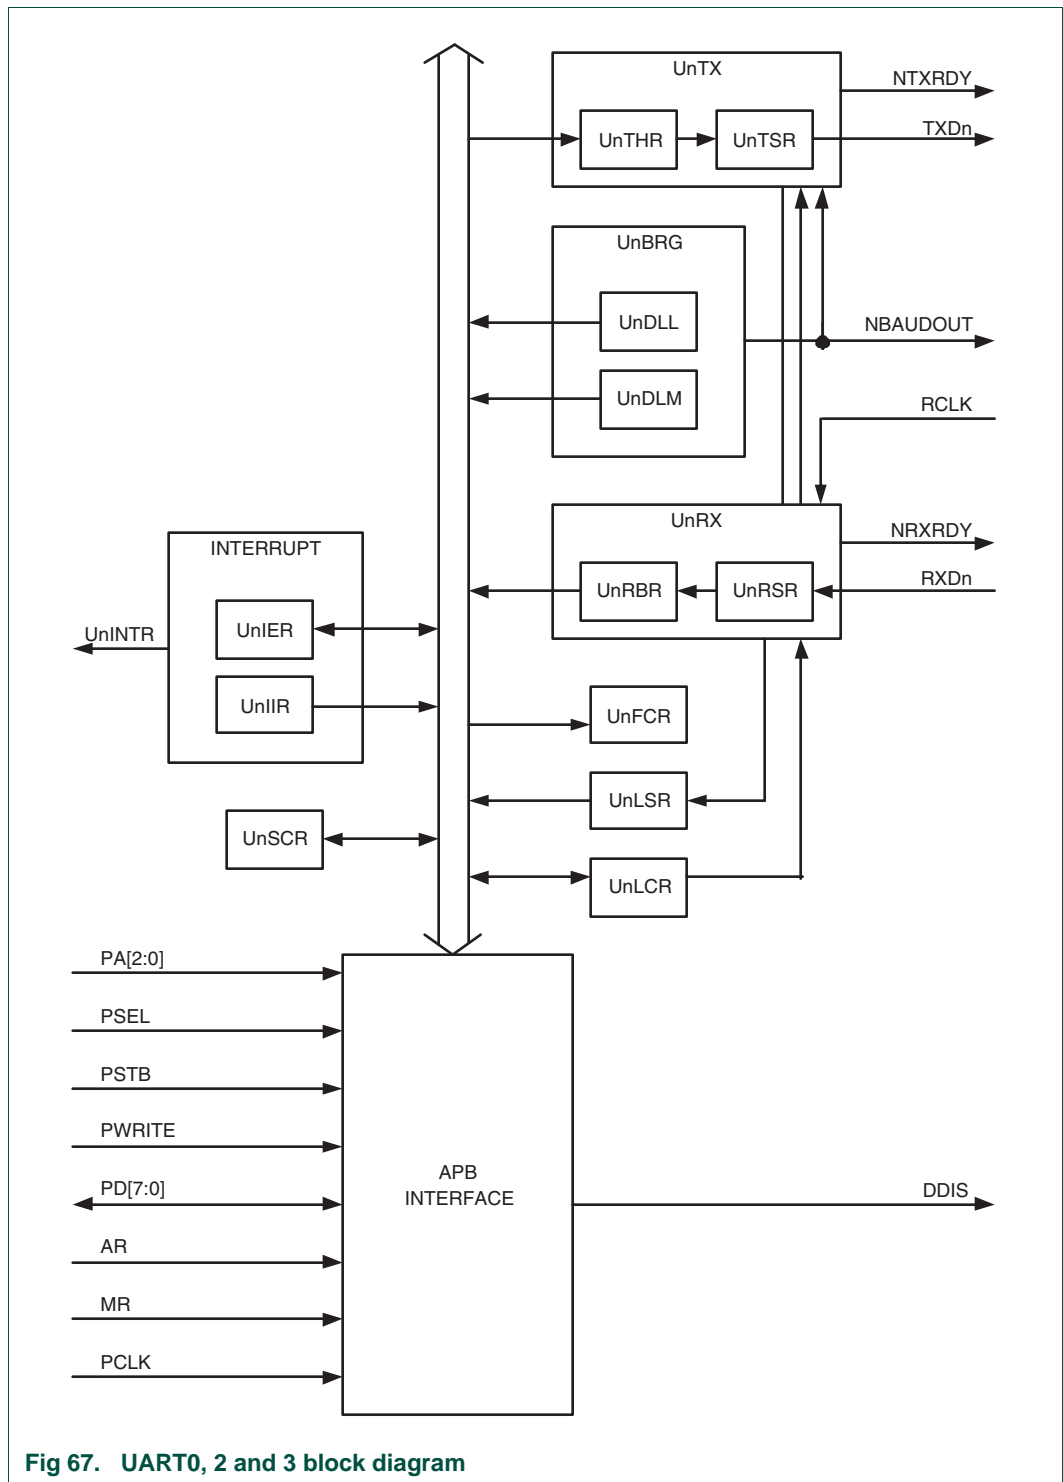 UnTX
NTXRDY
UnTHR
UnTSR
TXDn
UnBRG
UnDLL
NBAUDOUT
UnDLM
RCLK
UnRX
NRXRDY
UnRBR
UnRSR
RXDn
INTERRUPT
UnINTR
UnIER
UnIIR
UnFCR
UnLSR
UnSCR
UnLCR
PA[2:0]
PSEL
PSTB
PWRITE
PD[7:0]
AR
MR
PCLK
APB
INTERFACE
DDIS
Fig 67. UART0, 2 and 3 block diagram